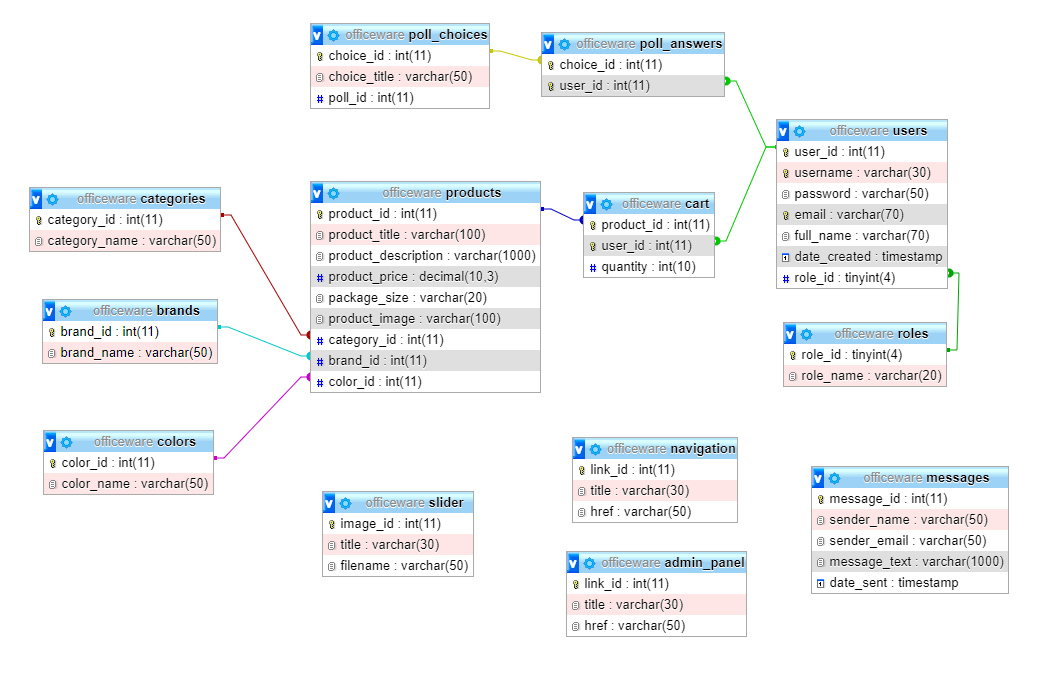 officeware poll_choices
choice_id : int(11)
choice_title : varchar(50)
poll_id : int(11)
officeware poll_answers
choice_id : int(11)
user_id : int(11)
officeware users
user_id : int(11)
username : varchar(30)
password : varchar(50)
email : varchar(70)
full_name : varchar(70)
date_created : timestamp
role_id : tinyint(4)
officeware categories
category_id : int(11)
category_name : varchar(50)
officeware products
product_id : int(11)
product_title : varchar(100)
product_description : varchar(1000)
product_price : decimal(10,3)
package_size : varchar(20)
product_image : varchar(100)
category_id : int(11)
brand_id : int(11)
color_id : int(11)
officeware cart
product_id : int(11)
user_id : int(11)
quantity : int(10)
officeware brands
brand_id : int(11)
brand_name : varchar(50)
officeware roles
role_id : tinyint(4)
role_name : varchar(20)
officeware colors
color_id : int(11)
color_name : varchar(50)
officeware navigation
link_id : int(11)
title : varchar(30)
href : varchar(50)
officeware messages
message_id : int(11)
sender_name : varchar(50)
sender_email : varchar(50)
message_text : varchar(1000)
date_sent : timestamp
officeware slider
image_id : int(11)
title : varchar(30)
filename : varchar(50)
officeware admin_panel
link_id : int(11)
title : varchar(30)
href : varchar(50)